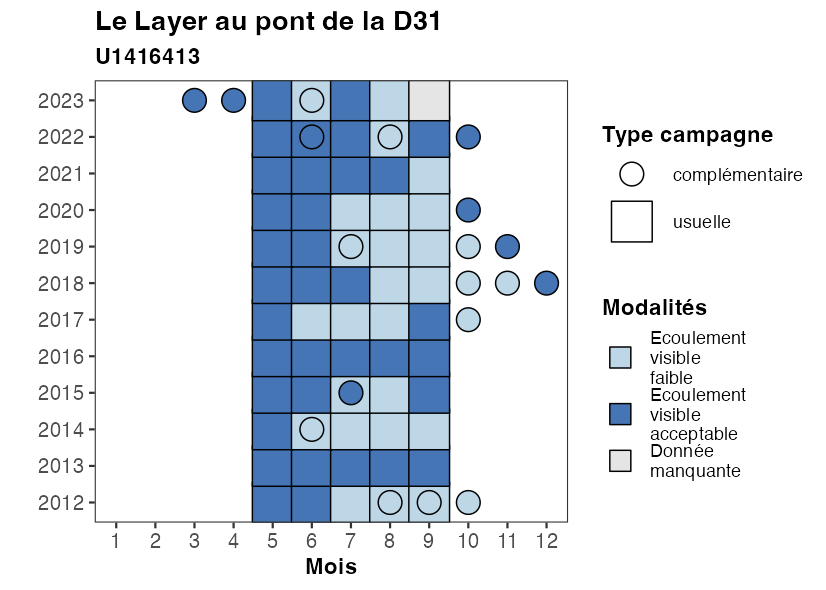 Le Layer au pont de la D31
U1416413
2023
2022
2021
2020
2019
2018
2017
2016
2015
2014
2013
2012
1 2 3 4 5 6 7 8 9 10 11 12
Mois
Type campagne
complémentaire
usuelle
Modalités
Ecoulement
visible
faible
Ecoulement
visible
acceptable
Donnée
manquante